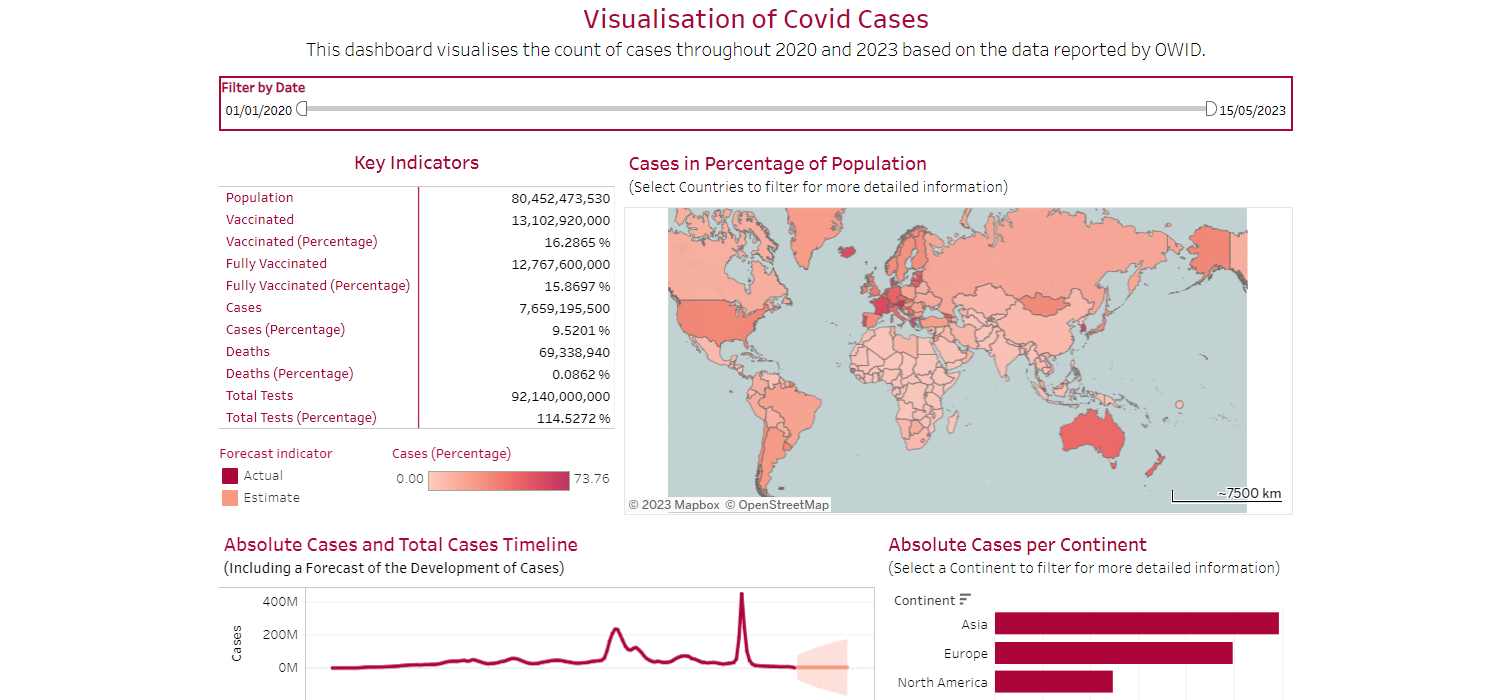 Visualisation of Covid Cases
This dashboard visualises the count of cases throughout 2020 and 2023 based on the data reported by OWID.
Filter by Date
01/01/2020 15/05/2023
Key Indicators
Population 80,452,473,530
Vaccinated 13,102,920,000
Vaccinated (Percentage) 16.2865 %
Fully Vaccinated 12,767,600,000
Fully Vaccinated (Percentage) 15.8697 %
Cases 7,659,195,500
Cases (Percentage) 9.5201 %
Deaths 69,338,940
Deaths (Percentage) 0.0862 %
Total Tests 92,140,000,000
Total Tests (Percentage) 114.5272 %
Forecast indicator
Actual
Estimate
Cases (Percentage)
0.00 73.76
Cases in Percentage of Population
(Select Countries to filter for more detailed information)
© 2023 Mapbox © OpenStreetMap
~7500 km
Absolute Cases and Total Cases Timeline
(Including a Forecast of the Development of Cases)
Cases
400M
200M
0M
Absolute Cases per Continent
(Select a Continent to filter for more detailed information)
Continent
Asia
Europe
North America